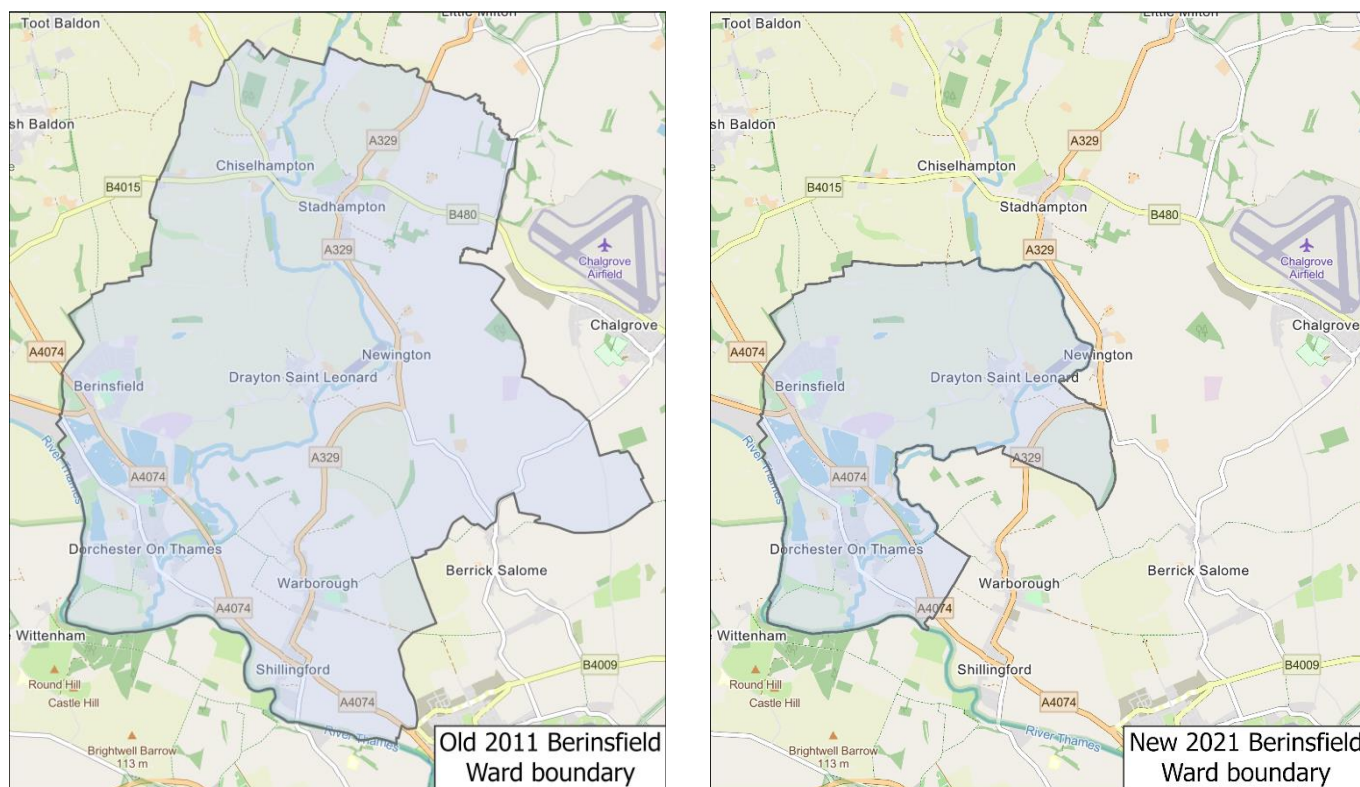 Toot Baldon
Little Milton
sh Baldon
A329
Chiselhampton
B4015
Stadhampton
B480
A329
Chalgrove
Airfield
Chalgrove
A4074
Newington
Berinsfield
Drayton Saint Leonard
River Thames
A4074
A329
Dorchester On Thames
Warborough
Berrick Salome
A4074
e Wittenham
Shillingford
B4009
Round Hill
Castle Hill
A4074
River Thames
Brightwell Barrow
113 m
Old 2011 Berinsfield
Ward boundary
Toot Baldon
Little Milton
sh Baldon
A329
Chiselhampton
B4015
Stadhampton
B480
A329
Chalgrove
Airfield
Chalgrove
A4074
Newington
Berinsfield
Drayton Saint Leonard
River Thames
A4074
A329
Dorchester On Thames
Warborough
Berrick Salome
A4074
e Wittenham
Shillingford
B4009
Round Hill
Castle Hill
A4074
River Thames
Brightwell Barrow
113 m
New 2021 Berinsfield
Ward boundary